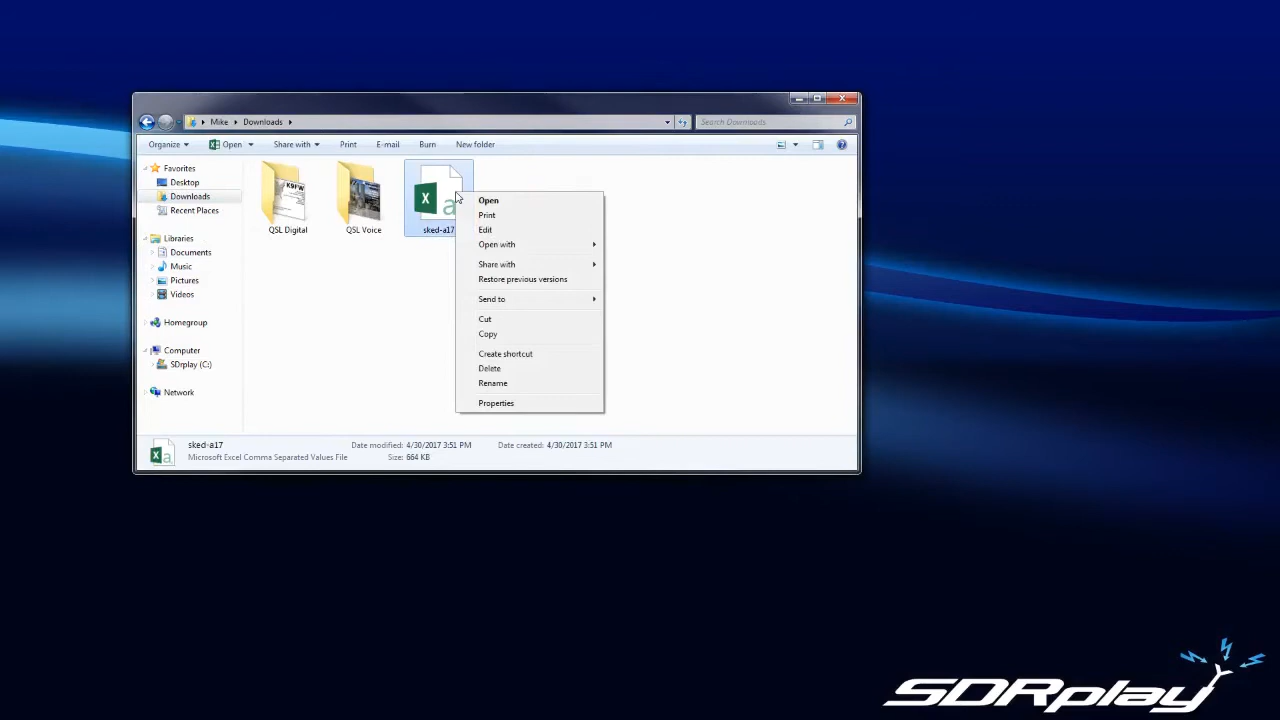 Mike
Downloads
Search Downloads
Organize
Open
Share with
Print
E-mail
Burn
New folder
Favorites
Desktop
Downloads
Recent Places
Libraries
Documents
Music
Pictures
Videos
Homegroup
Computer
SDrplay (C:)
Network
K9FW
QSL Digital
QSL Voice
sked-a17
Open
Print
Edit
Open with
Share with
Restore previous versions
Send to
Cut
Copy
Create shortcut
Delete
Rename
Properties
sked-a17
Date modified: 4/30/2017 3:51 PM
Date created: 4/30/2017 3:51 PM
Microsoft Excel Comma Separated Values File
Size: 664 KB
SDRplay